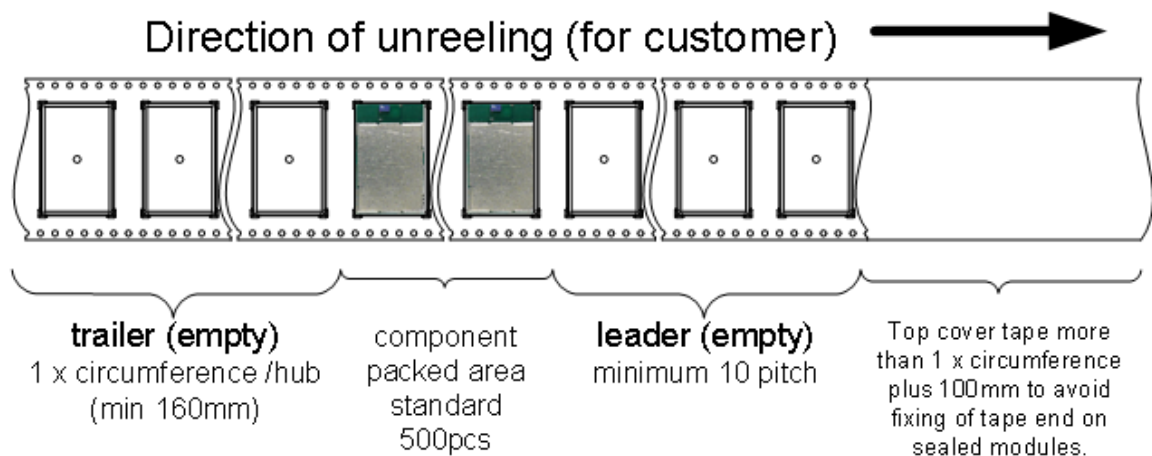 Direction of unreeling (for customer)
trailer (empty)
1 x circumference /hub
(min 160mm)
component
packed area
standard
500pcs
leader (empty)
minimum 10 pitch
Top cover tape more
than 1 x circumference
plus 100mm to avoid
fixing of tape end on
sealed modules.